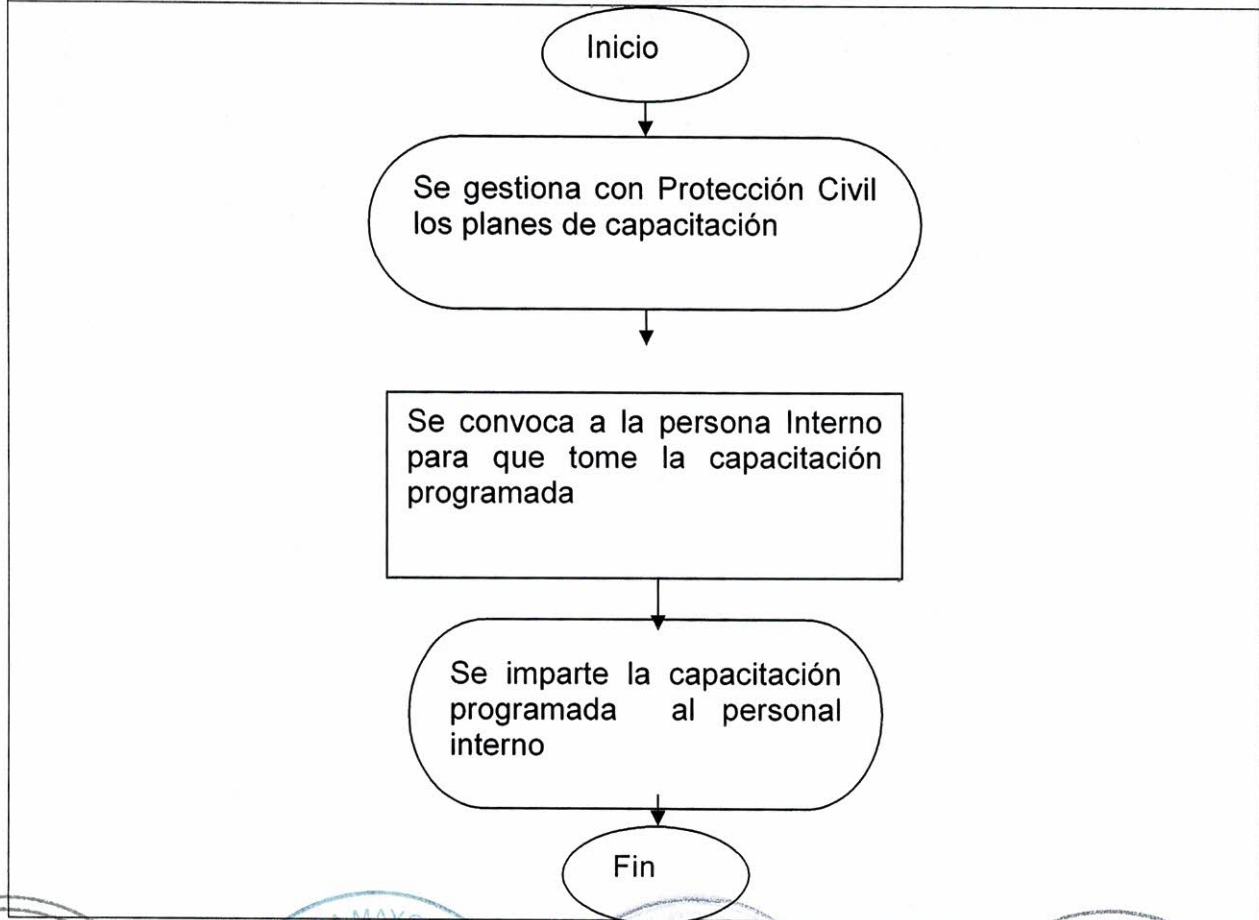 Inicio
Se gestiona con Protección Civil
los planes de capacitación
Se convoca a la persona Interno
para que tome la capacitación
programada
Se imparte la capacitación
programada al personal
interno
Fin